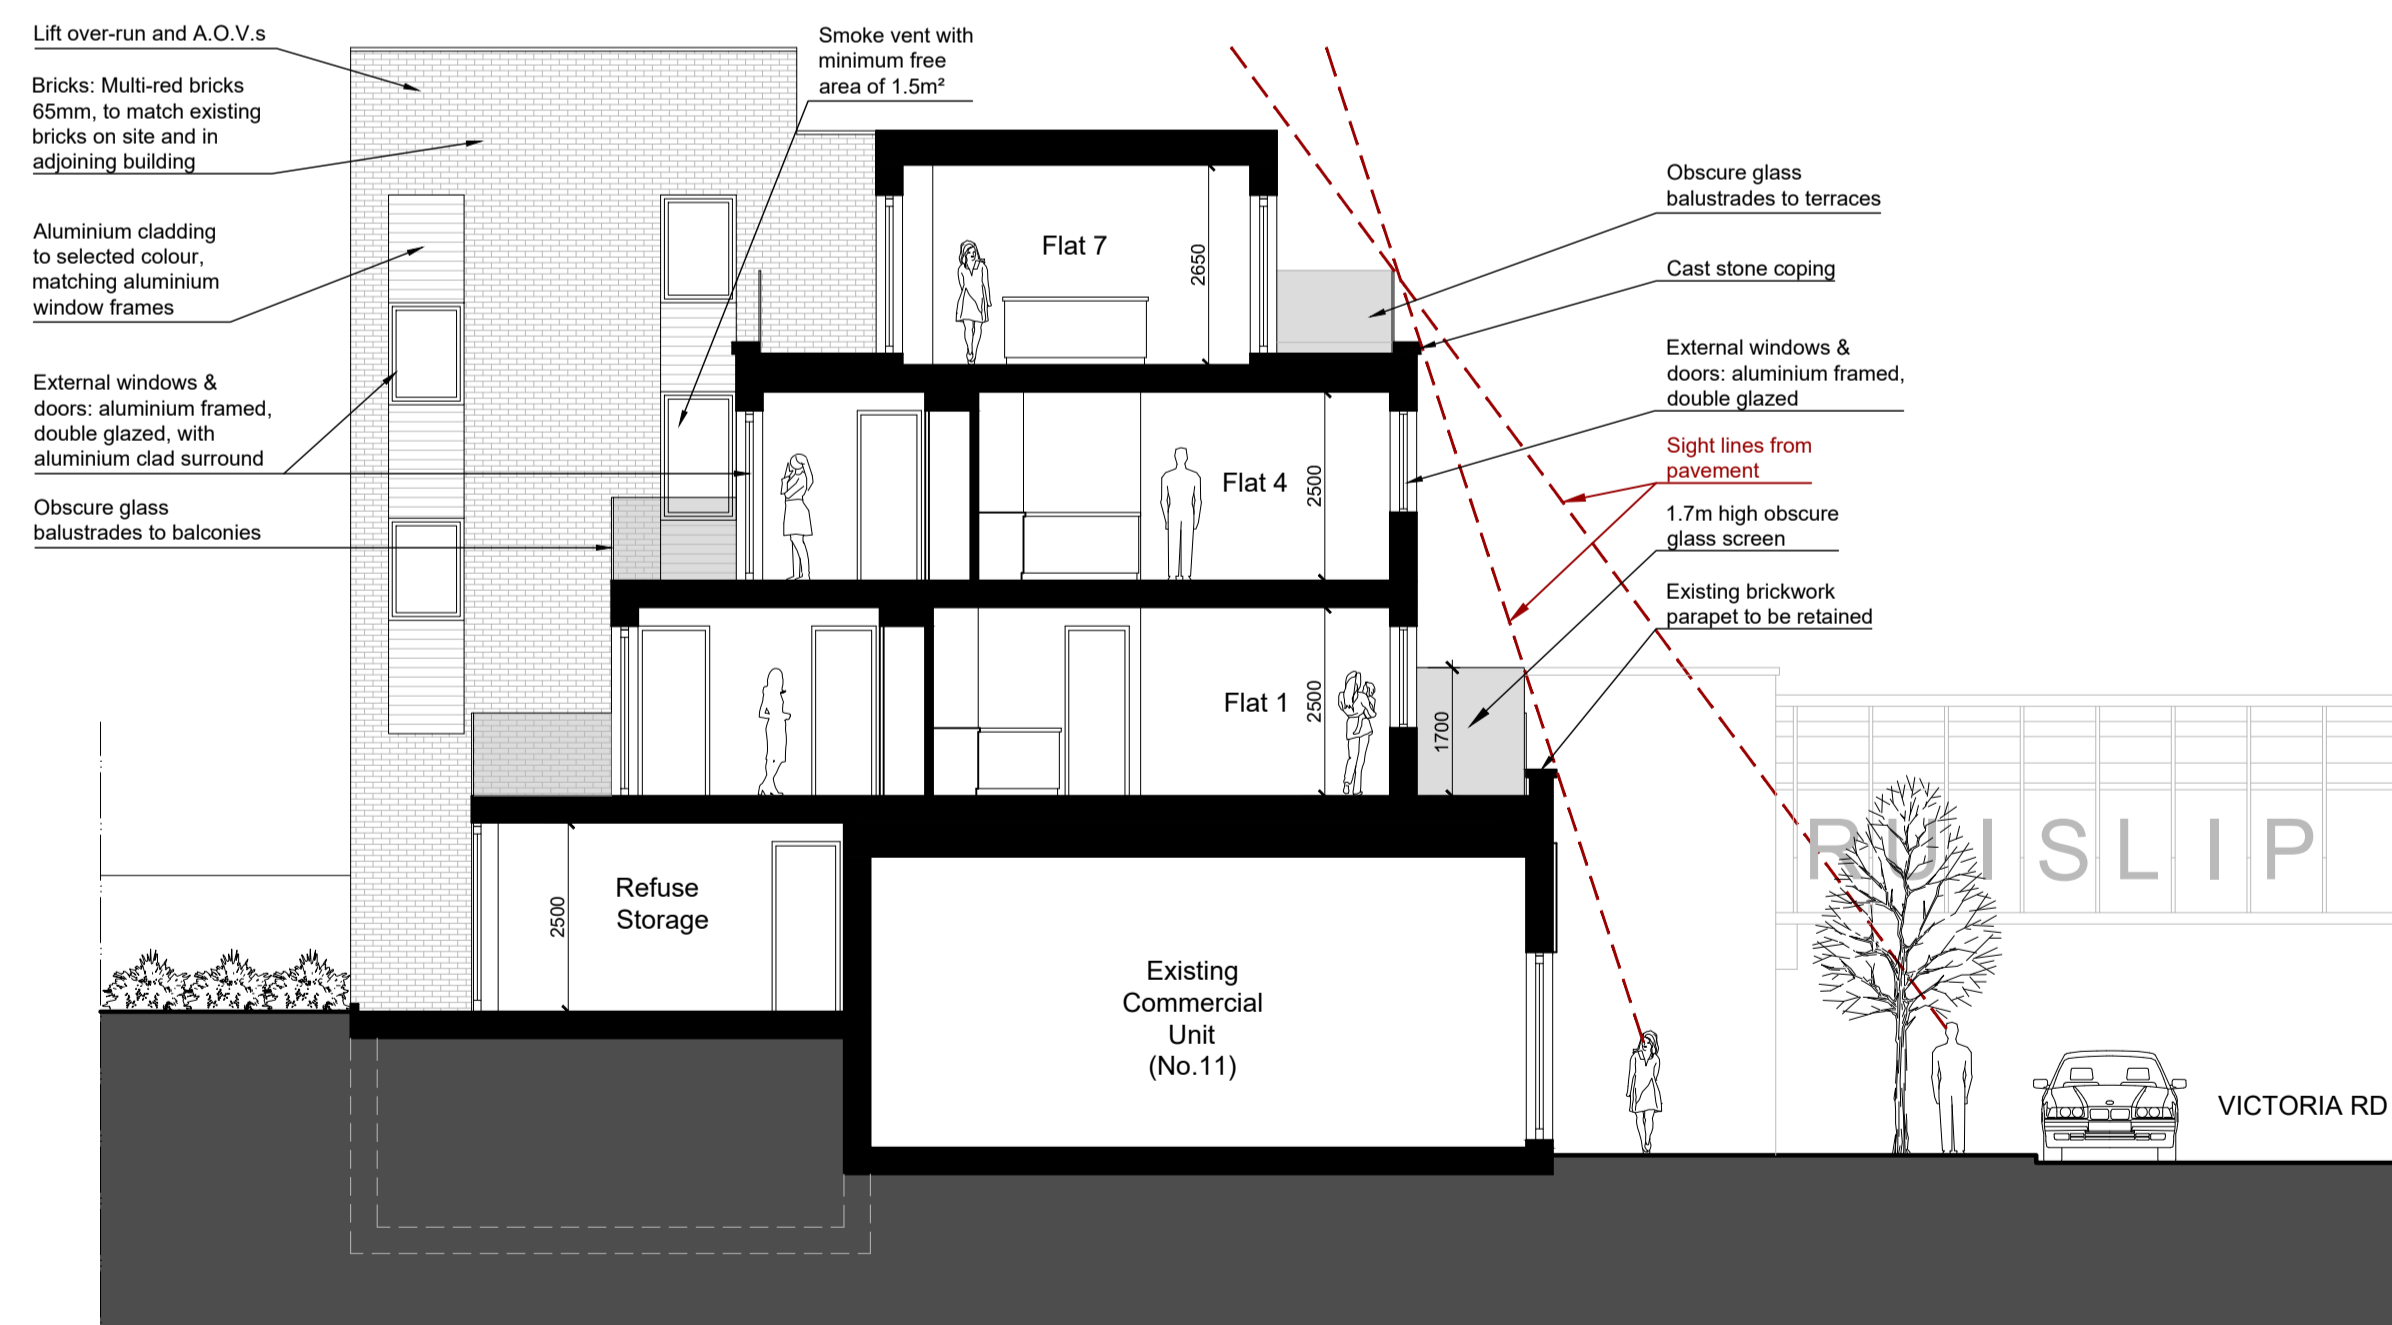 Lift over-run and A.O.V.s
Bricks: Multi-red bricks
65mm, to match existing
bricks on site and in
adjoining building
Aluminium cladding
to selected colour,
matching aluminium
window frames
External windows &
doors: aluminium framed,
double glazed, with
aluminium clad surround
Obscure glass
balustrades to balconies
Smoke vent with
minimum free
area of 1.5m²
Flat 7
2650
Flat 4
2500
Flat 1
2500
1700
Refuse
Storage
2500
Existing
Commercial
Unit
(No.11)
Obscure glass
balustrades to terraces
Cast stone coping
External windows &
doors: aluminium framed,
double glazed
Sight lines from
pavement
1.7m high obscure
glass screen
Existing brickwork
parapet to be retained
RUISLIP
VICTORIA RD